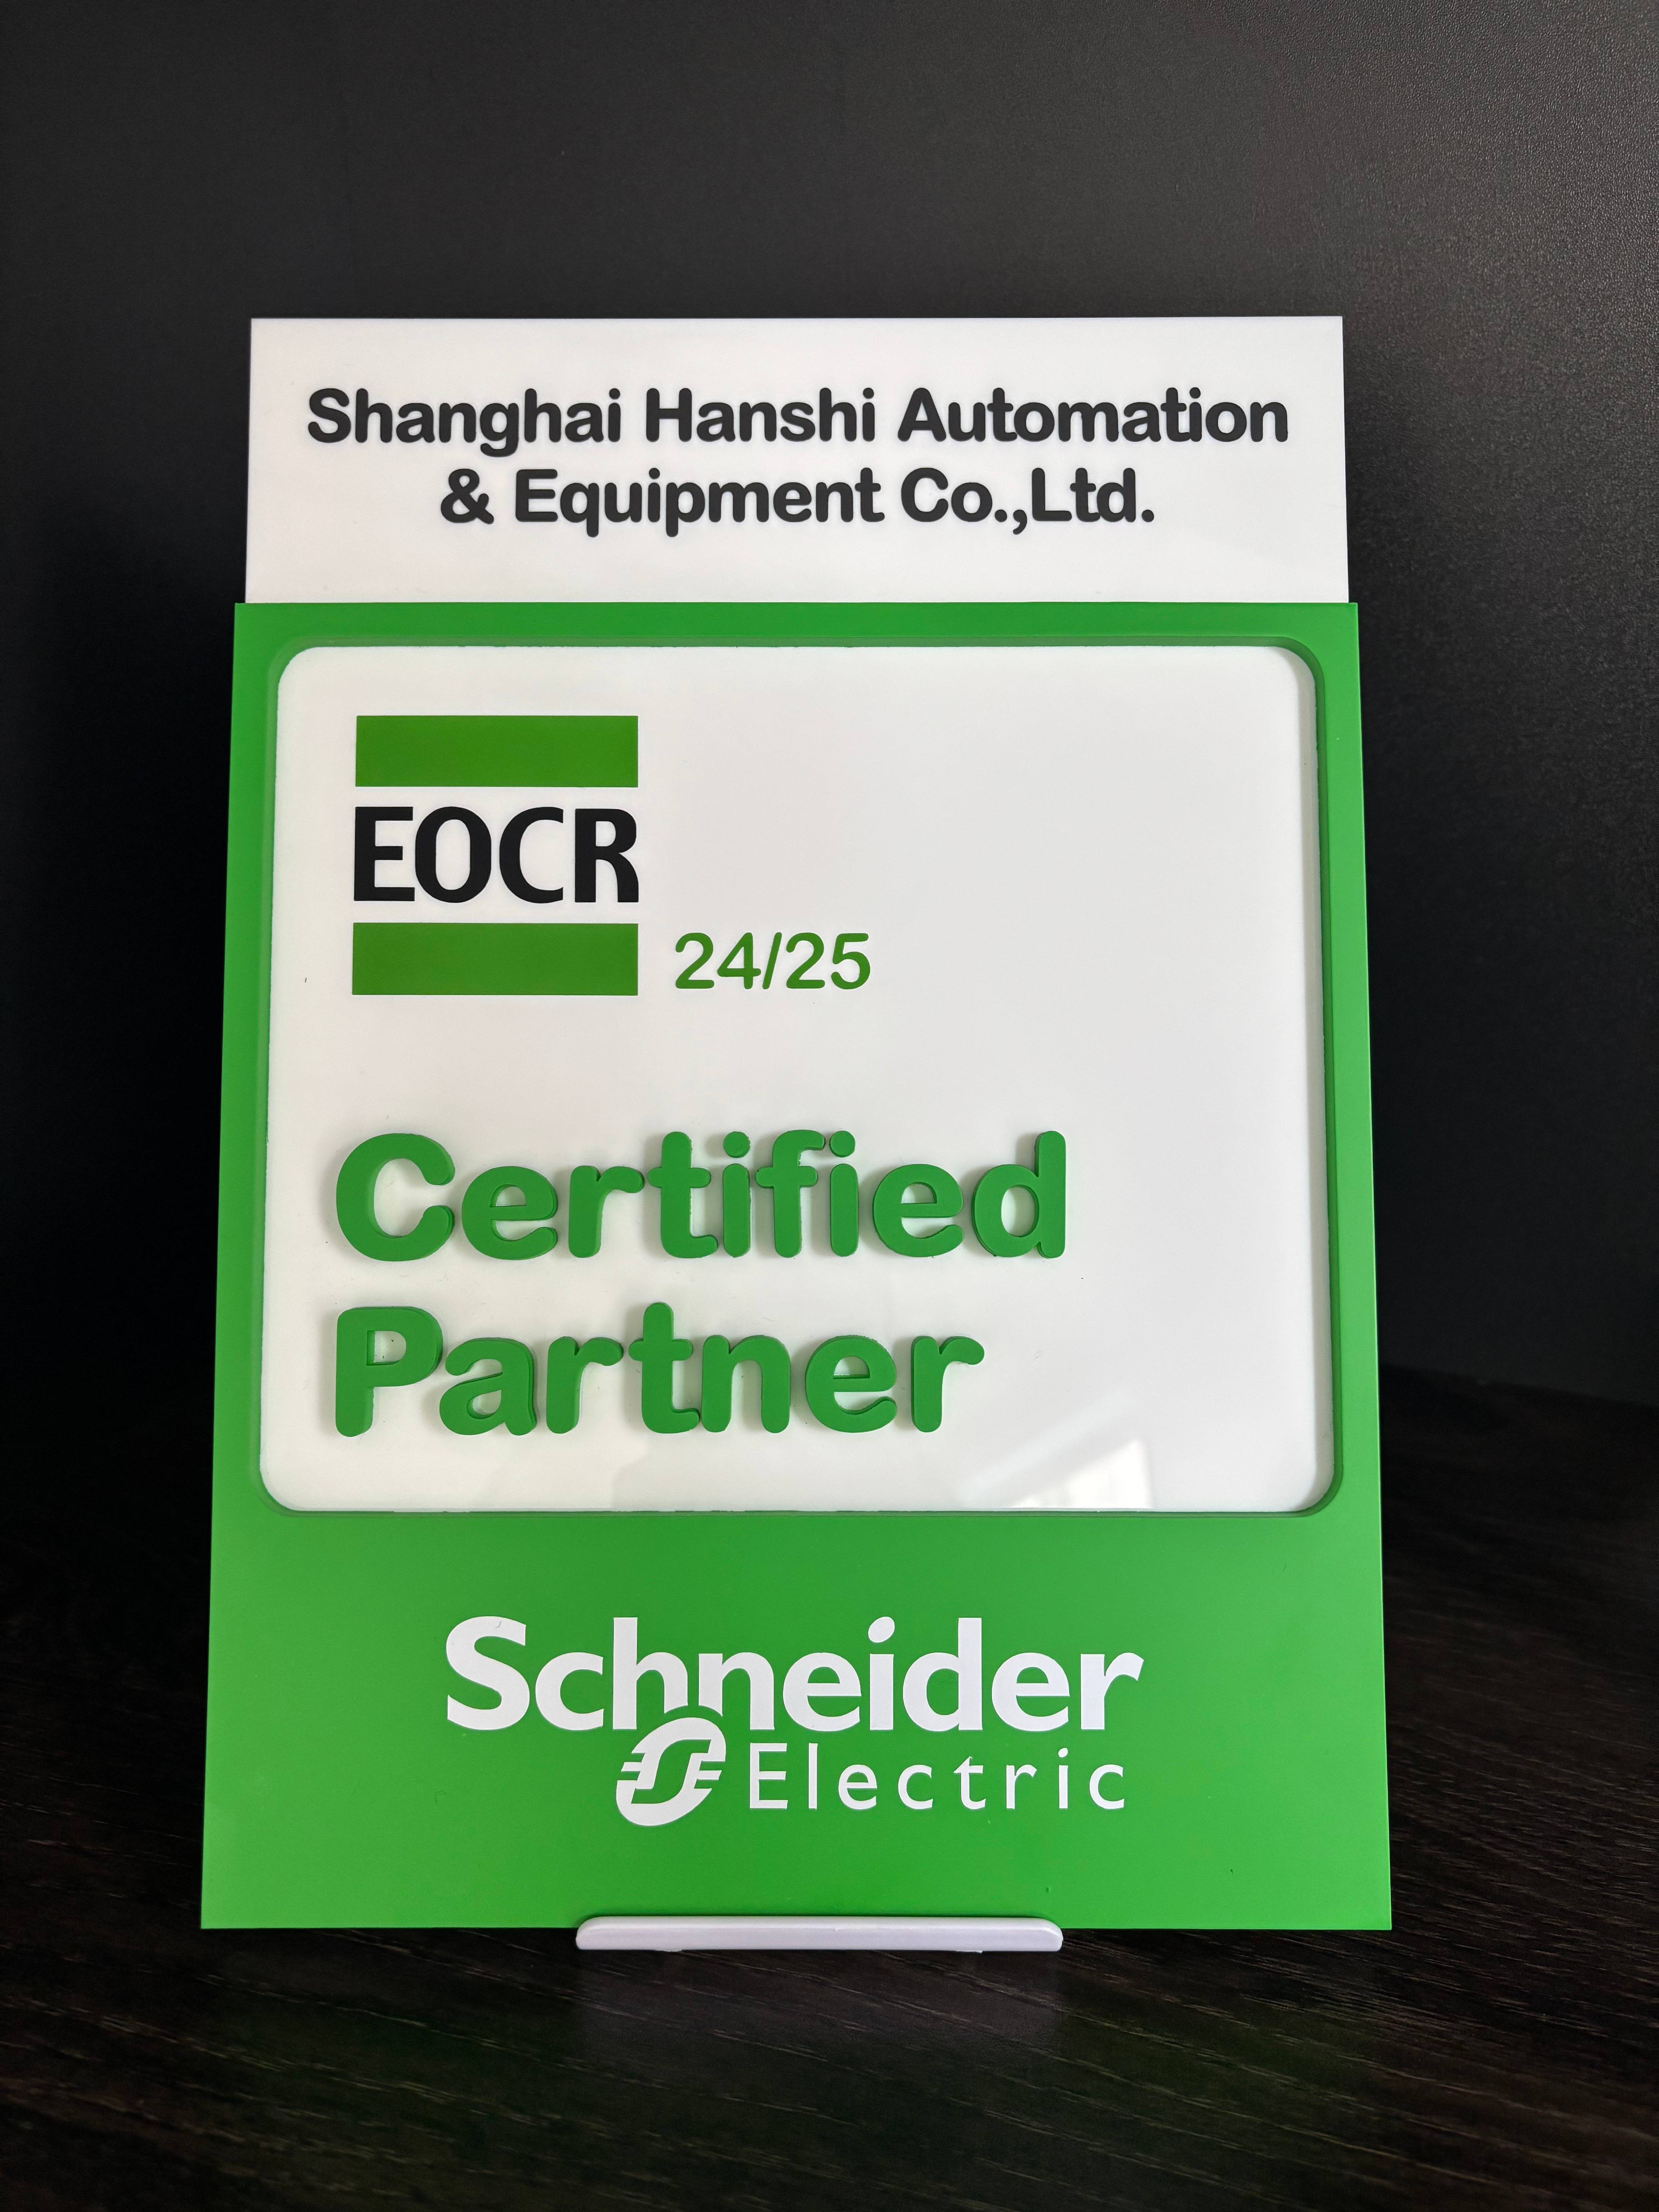 Shanghai Hanshi Automation
& Equipment Co.,Ltd.
EOCR
24/25
Certified
Partner
Schneider
Electric